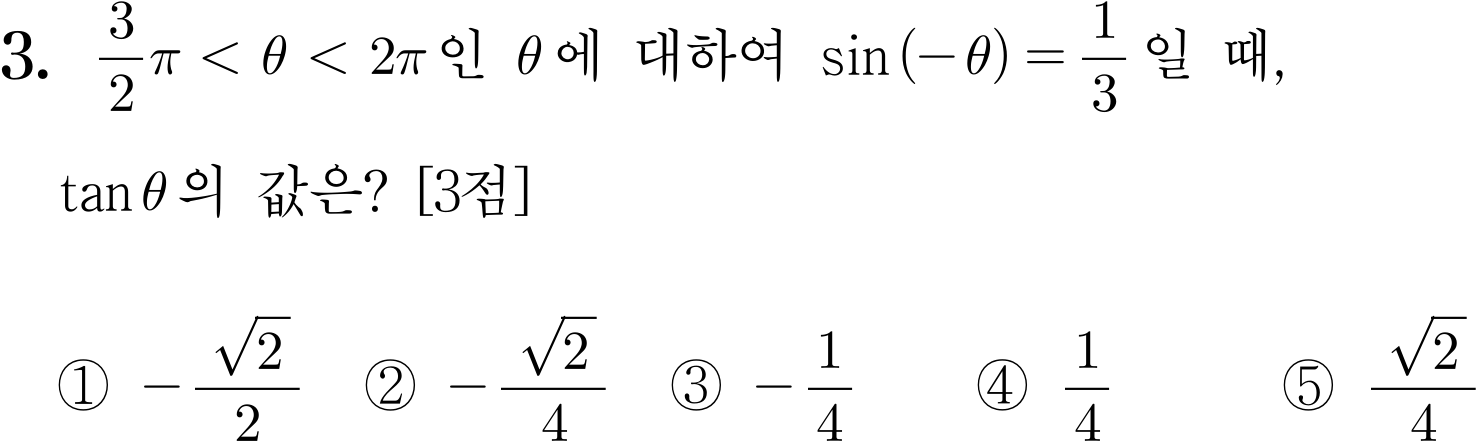 3. $\frac{3}{2}\pi < \theta < 2\pi$인 $\theta$에 대하여 $\sin(-\theta) = \frac{1}{3}$일 때,
$\tan\theta$의 값은? [3점]
① $-\frac{\sqrt{2}}{2}$ ② $-\frac{\sqrt{2}}{4}$ ③ $-\frac{1}{4}$ ④ $\frac{1}{4}$ ⑤ $\frac{\sqrt{2}}{4}$